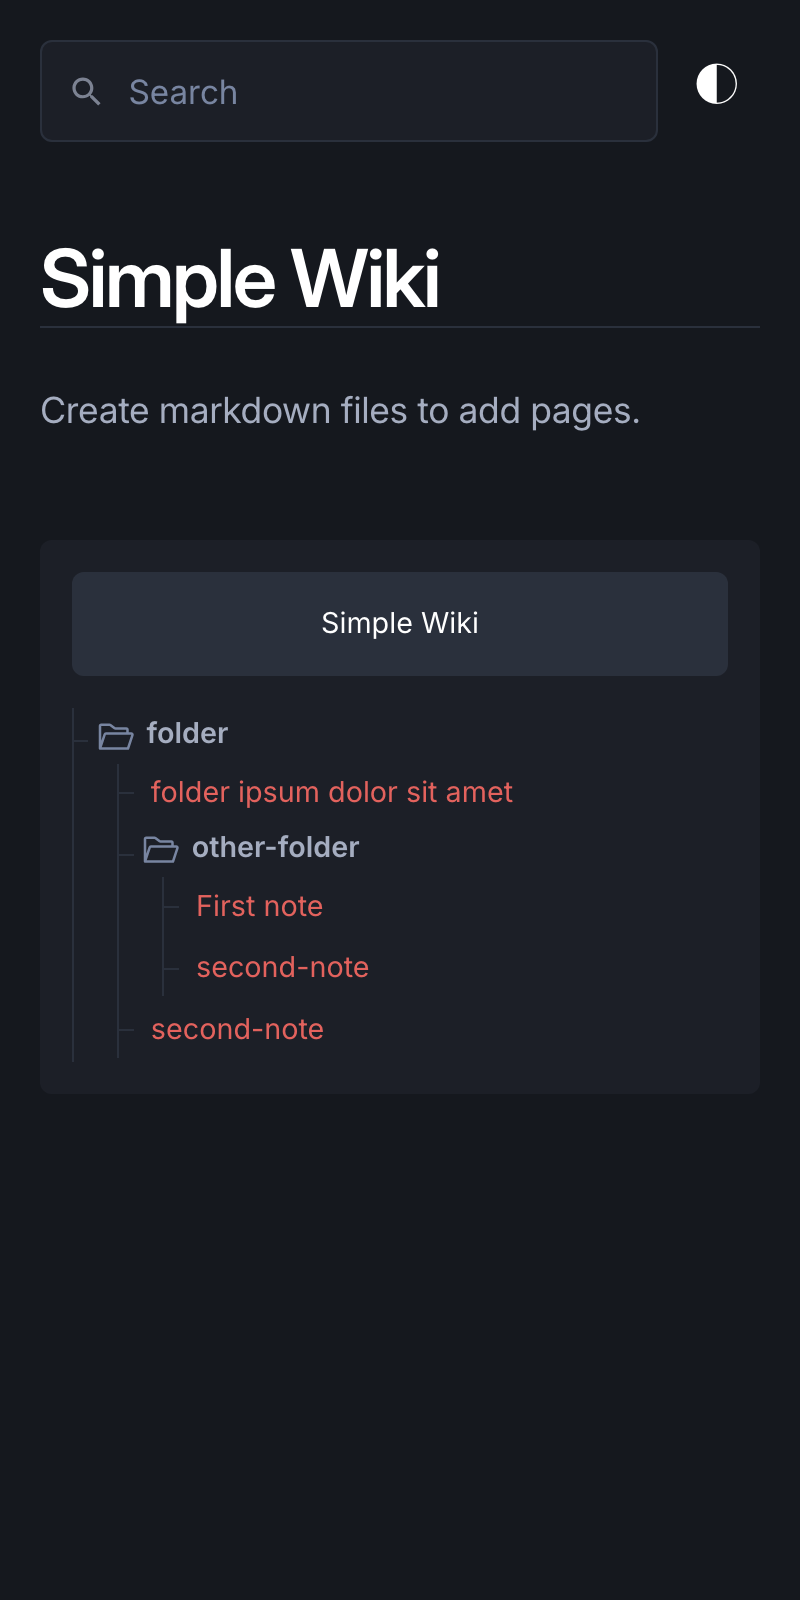 Search
Simple Wiki
Create markdown files to add pages.
Simple Wiki
folder
folder ipsum dolor sit amet
other-folder
First note
second-note
second-note